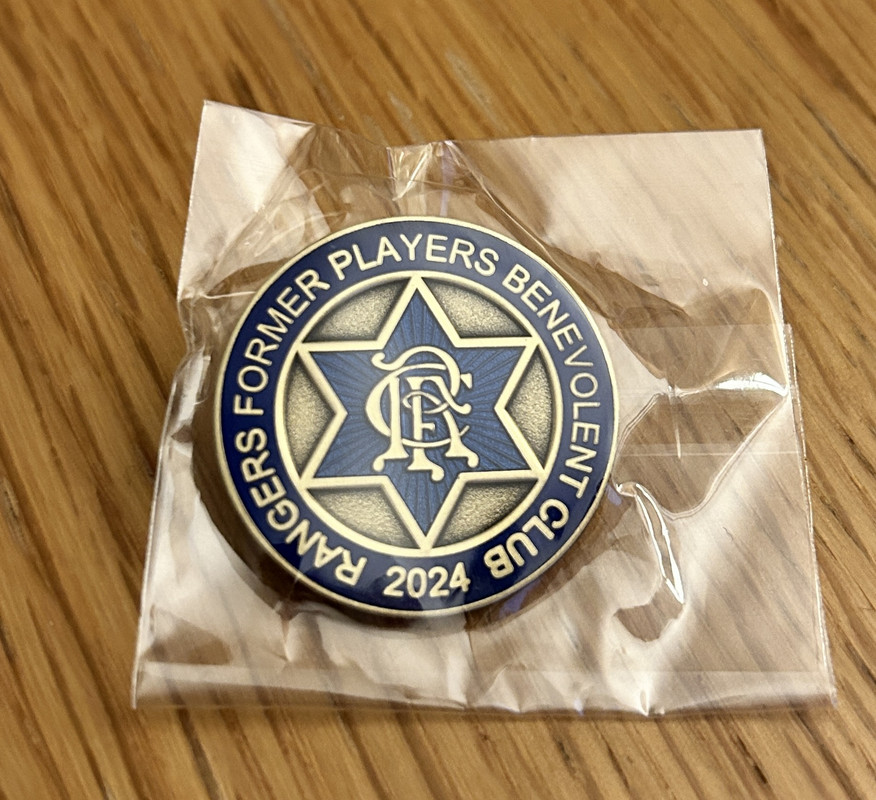 RANGERS FORMER PLAYERS BENEVOLENT CLUB
2024
RFC